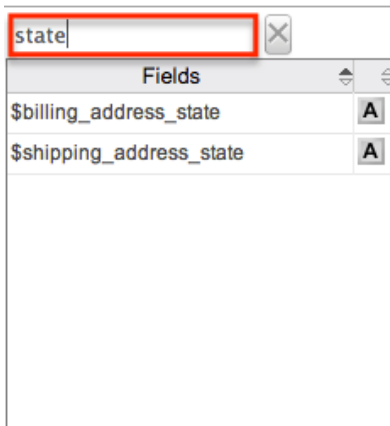 state
Fields
$billing_address_state A
$shipping_address_state A